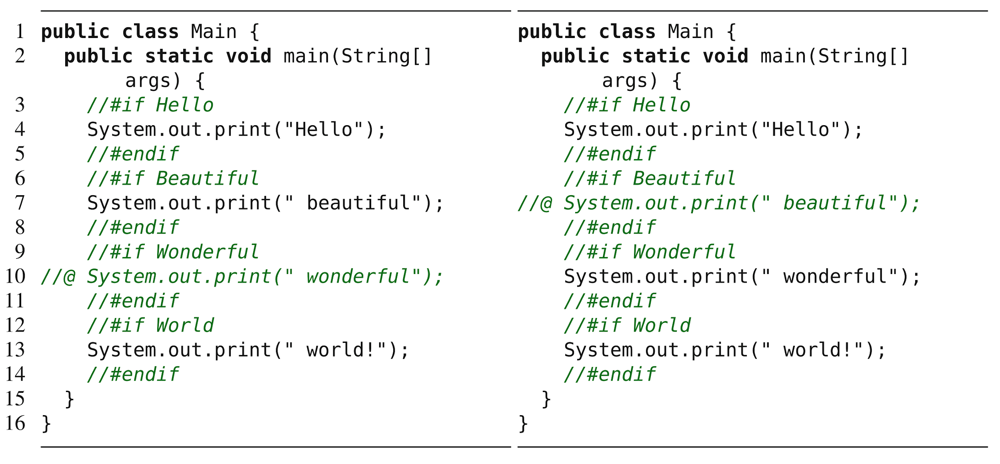 1 public class Main {
2   public static void main(String[]
           args) {
3     //#if Hello
4     System.out.print("Hello");
5     //#endif
6     //#if Beautiful
7     System.out.print(" beautiful");
8     //#endif
9     //#if Wonderful
10 //@ System.out.print(" wonderful");
11     //#endif
12     //#if World
13     System.out.print(" world!");
14     //#endif
15   }
16 }
public class Main {
  public static void main(String[]
       args) {
    //#if Hello
    System.out.print("Hello");
    //#endif
    //#if Beautiful
//@ System.out.print(" beautiful");
    //#endif
    //#if Wonderful
    System.out.print(" wonderful");
    //#endif
    //#if World
    System.out.print(" world!");
    //#endif
  }
}